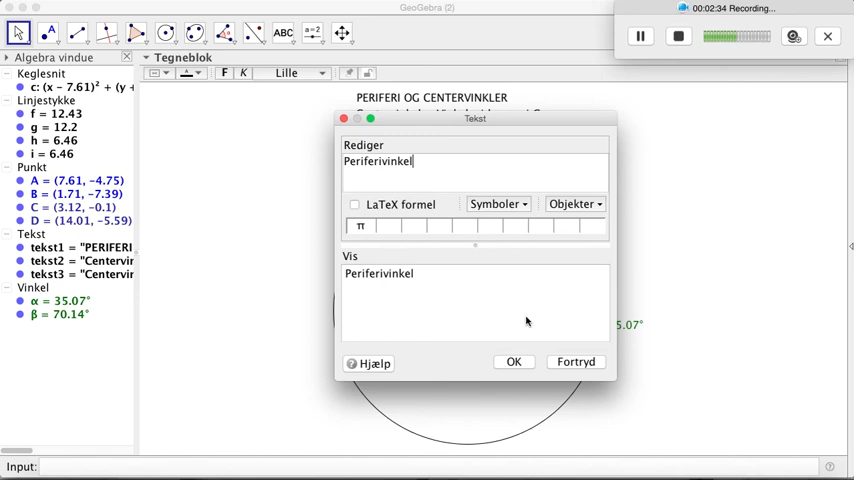 GeoGebra (2)
00:02:34 Recording...
ABC a=2
Algebra vindue
Tegneblok
Keglesnit
c: (x - 7.61)² + (y +
Linjestykke
f = 12.43
g = 12.2
h = 6.46
i = 6.46
Punkt
A = (7.61, -4.75)
B = (1.71, -7.39)
C = (3.12, -0.1)
D = (14.01, -5.59)
Tekst
tekst1 = "PERIFERI
tekst2 = "Centervir
tekst3 = "Centervir
Vinkel
α = 35.07°
β = 70.14°
A F K Lille
PERIFERI OG CENTERVINKLER
Tekst
Rediger
Periferivinkel
LaTeX formel Symboler Objekter
π
Vis
Periferivinkel
5.07°
Hjælp OK Fortryd
Input: